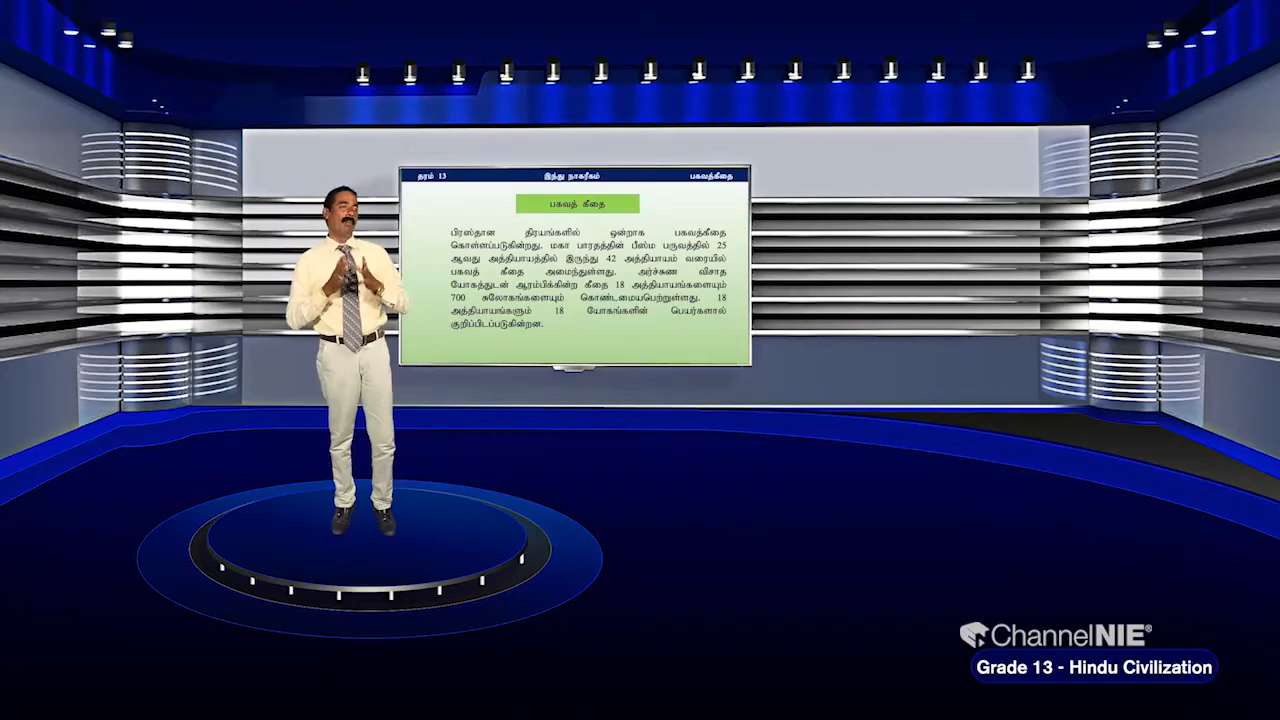 தரம் 13 இந்து நாகரீகம் பகவத்கீதை
பகவத் கீதை
பிரஸ்தான திரயங்களில் ஒன்றாக பகவத்கீதை
கொள்ளப்படுகின்றது. மகா பாரதத்தின் பீஸ்ம பருவத்தில் 25
ஆவது அத்தியாயத்தில் இருந்து 42 அத்தியாயம் வரையில்
பகவத் கீதை அமைந்துள்ளது. அர்ச்சுண விசாத
யோகத்துடன் ஆரம்பிக்கின்ற கீதை 18 அத்தியாயங்களையும்
700 சுலோகங்களையும் கொண்டமையபெற்றுள்ளது. 18
அத்தியாயங்களும் 18 யோகங்களின் பெயர்களால்
குறிப்பிடப்படுகின்றன.
ChannelNIE®
Grade 13 - Hindu Civilization